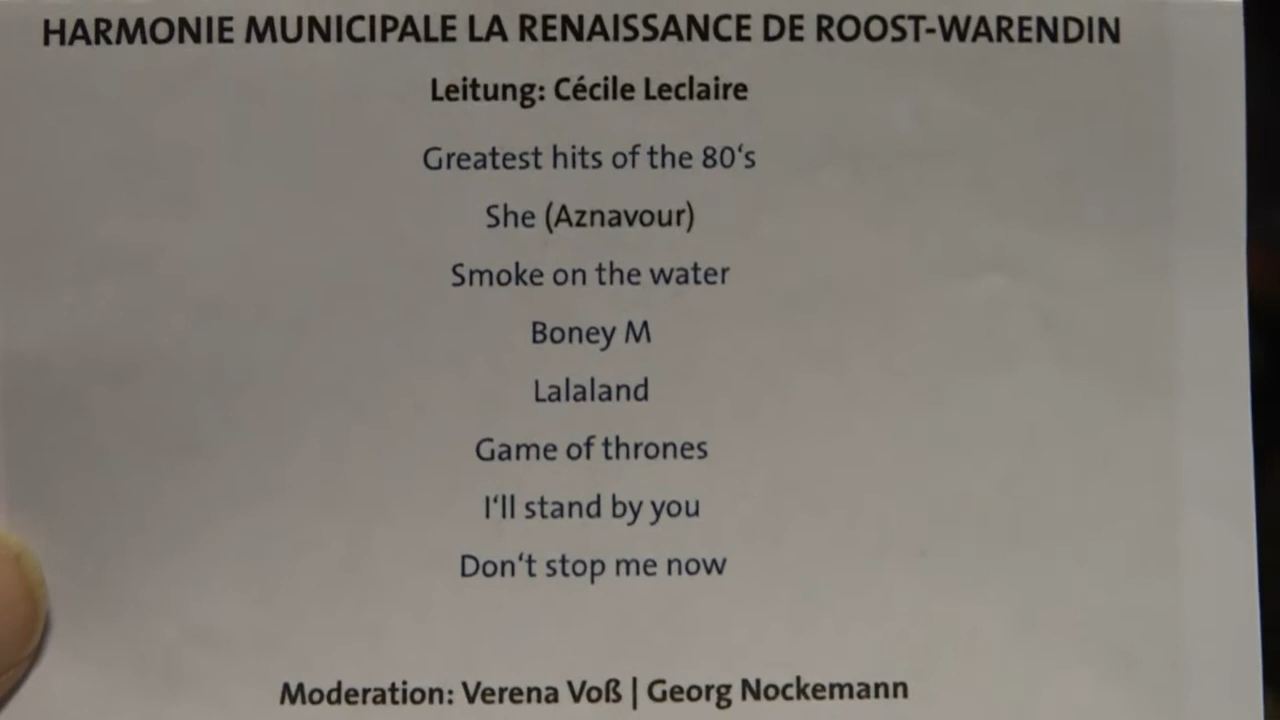 HARMONIE MUNICIPALE LA RENAISSANCE DE ROOST-WARENDIN
Leitung: Cécile Leclaire
Greatest hits of the 80‘s
She (Aznavour)
Smoke on the water
Boney M
Lalaland
Game of thrones
I‘ll stand by you
Don‘t stop me now
Moderation: Verena Voß | Georg Nockemann